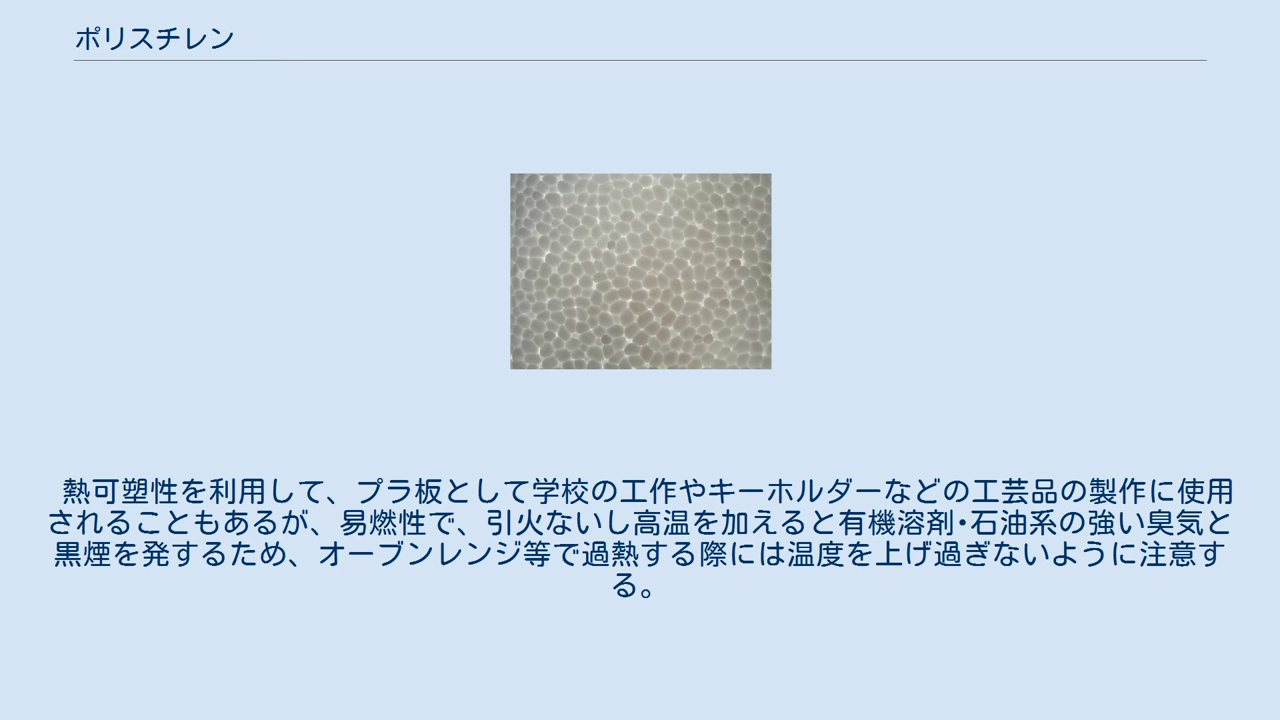 ポリスチレン
熱可塑性を利用して、プラ板として学校の工作やキーホルダーなどの工芸品の製作に使用
されることもあるが、易燃性で、引火ないし高温を加えると有機溶剤・石油系の強い臭気と
黒煙を発するため、オーブンレンジ等で過熱する際には温度を上げ過ぎないように注意す
る。